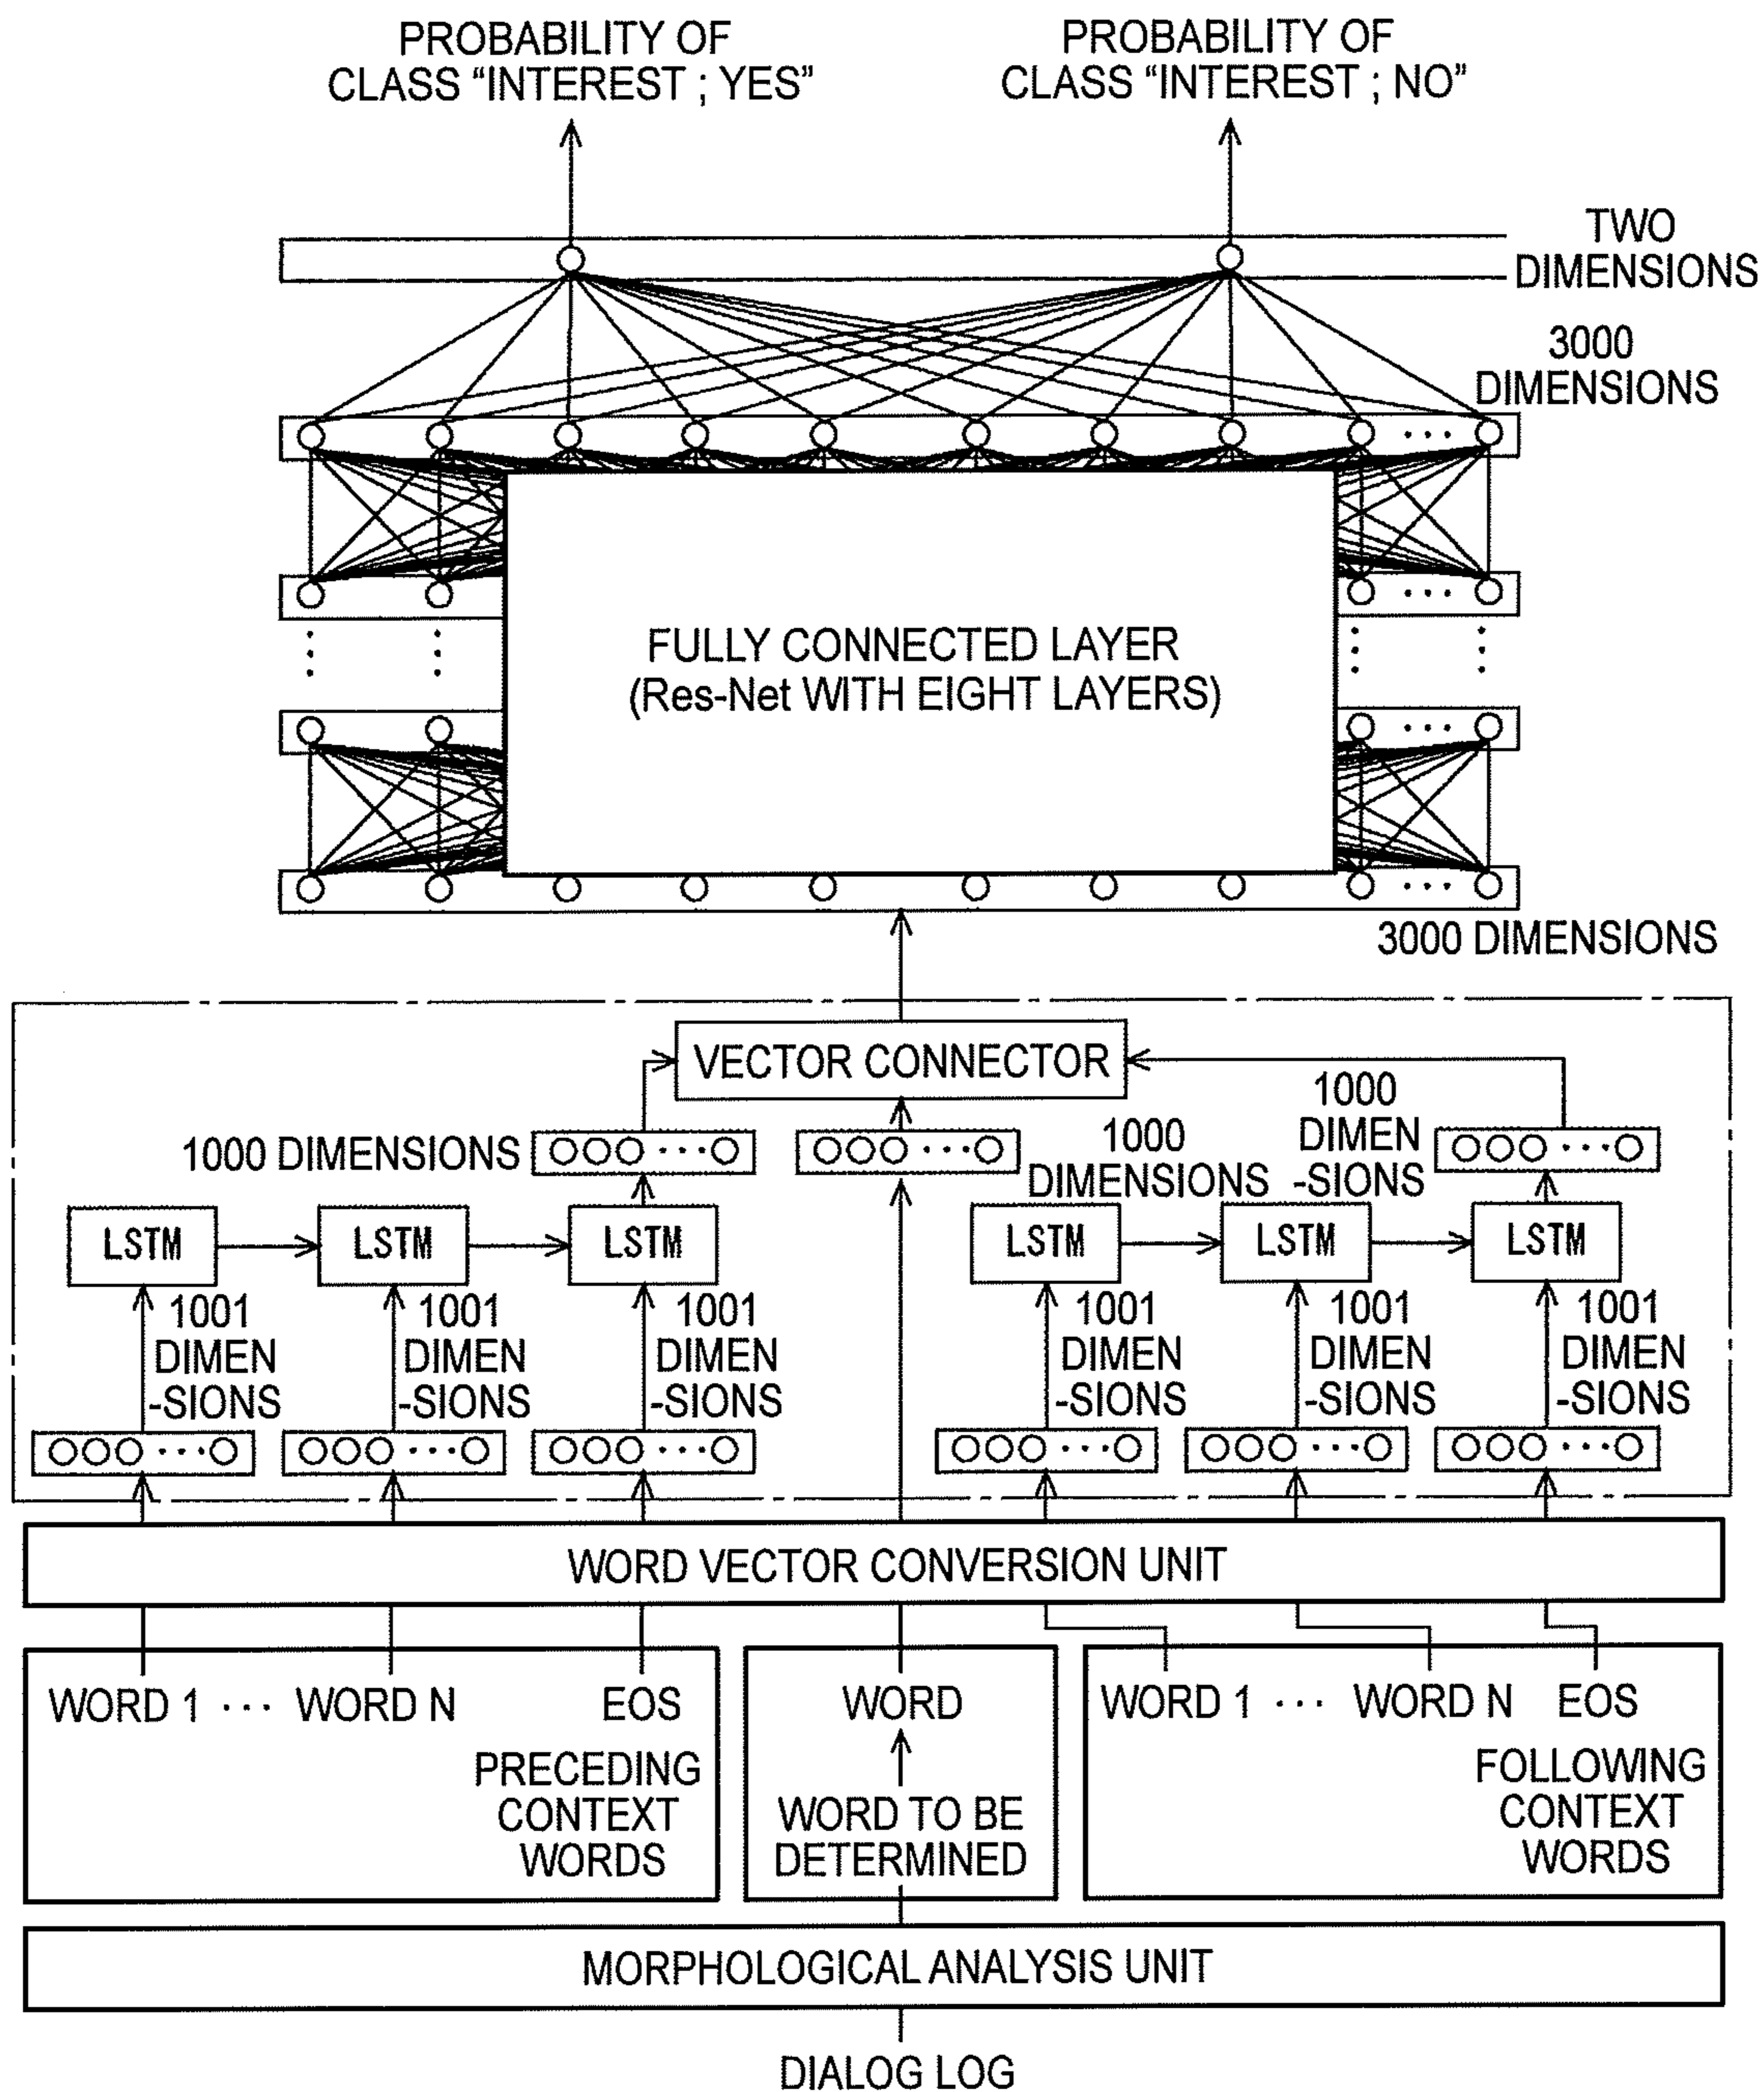 PROBABILITY OF
CLASS “INTEREST ; YES”
PROBABILITY OF
CLASS “INTEREST ; NO”
TWO
DIMENSIONS
3000
DIMENSIONS
FULLY CONNECTED LAYER
(Res-Net WITH EIGHT LAYERS)
3000 DIMENSIONS
VECTOR CONNECTOR
1000 DIMENSIONS
1000
DIMENSIONS
1000
DIMEN
-SIONS
LSTM
LSTM
LSTM
LSTM
LSTM
LSTM
1001
DIMEN
-SIONS
1001
DIMEN
-SIONS
1001
DIMEN
-SIONS
1001
DIMEN
-SIONS
1001
DIMEN
-SIONS
1001
DIMEN
-SIONS
WORD VECTOR CONVERSION UNIT
WORD 1 ··· WORD N EOS
PRECEDING
CONTEXT
WORDS
WORD
WORD TO BE
DETERMINED
WORD 1 ··· WORD N EOS
FOLLOWING
CONTEXT
WORDS
MORPHOLOGICAL ANALYSIS UNIT
DIALOG LOG